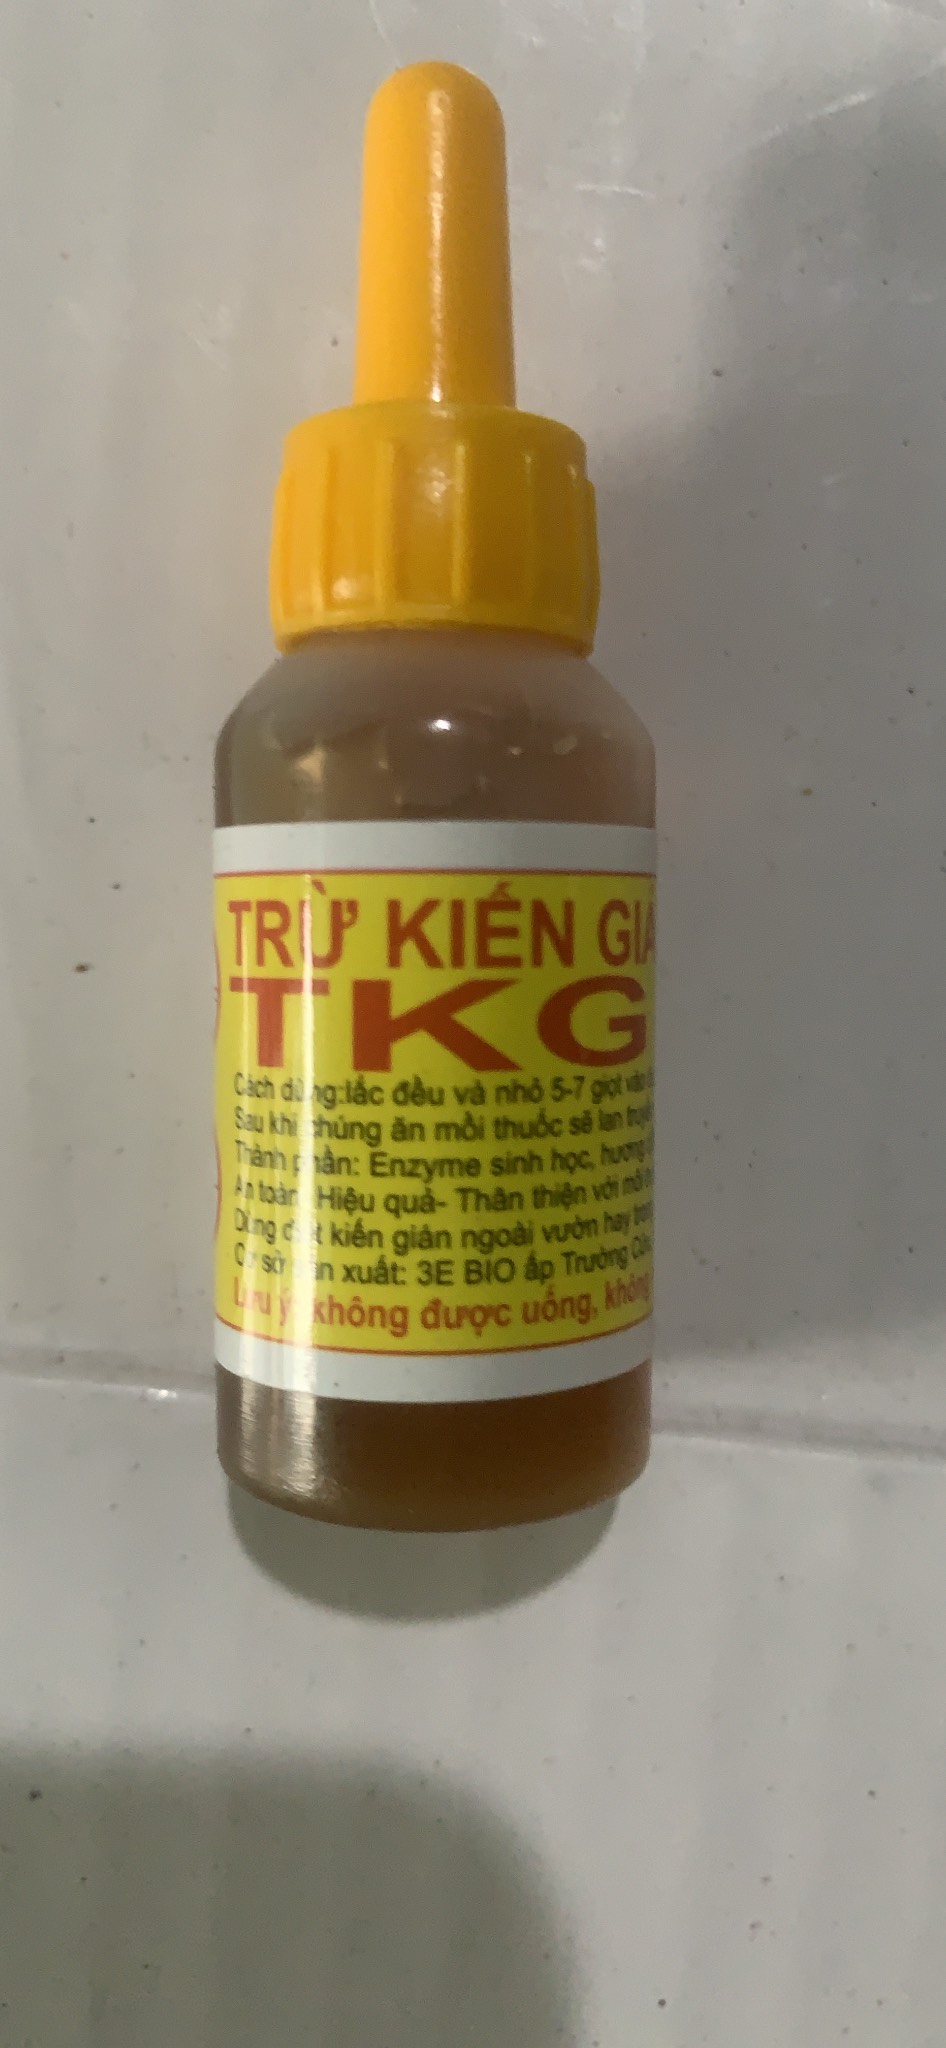 TRỪ KIẾN
TKG
Cách dùng:lắc đều và nhỏ 5-7 giọt vào
Sau khi chúng ăn mồi thuốc sẽ lan
Thành phần: Enzyme sinh học, hương
An toàn- Hiệu quả- Thân thiện với môi
Dùng diệt kiến gián ngoài vườn hay
Cơ sở sản xuất: 3E BIO ấp Trường
Lưu ý: không được uống, không